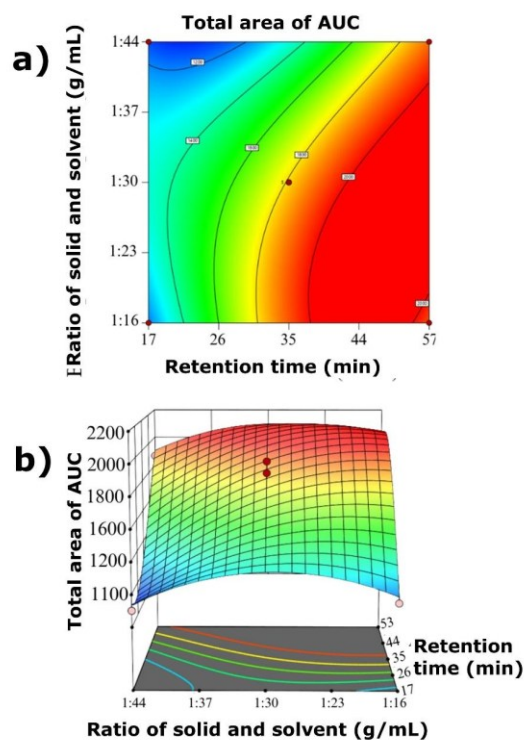 Total area of AUC
a)
Ratio of solid and solvent (g/mL)
1:44
1:37
1:30
1:23
1:16
17 26 35 44 57
Retention time (min)
b)
Total area of AUC
2200
2000
1800
1600
1200
1100
53
44
35
26
17
Retention
time (min)
1:44 1:37 1:30 1:23 1:16
Ratio of solid and solvent (g/mL)